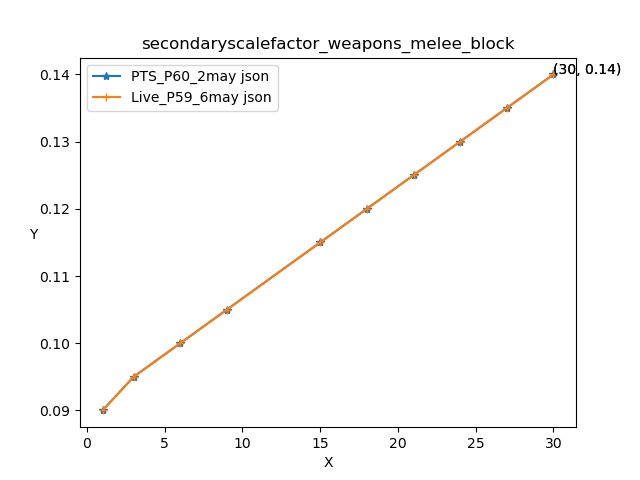 secondaryscalefactor_weapons_melee_block
PTS_P60_2may json
Live_P59_6may json
(30, 0.14)
0.14
0.13
0.12
0.11
0.10
0.09
Y
0 5 10 15 20 25 30
X